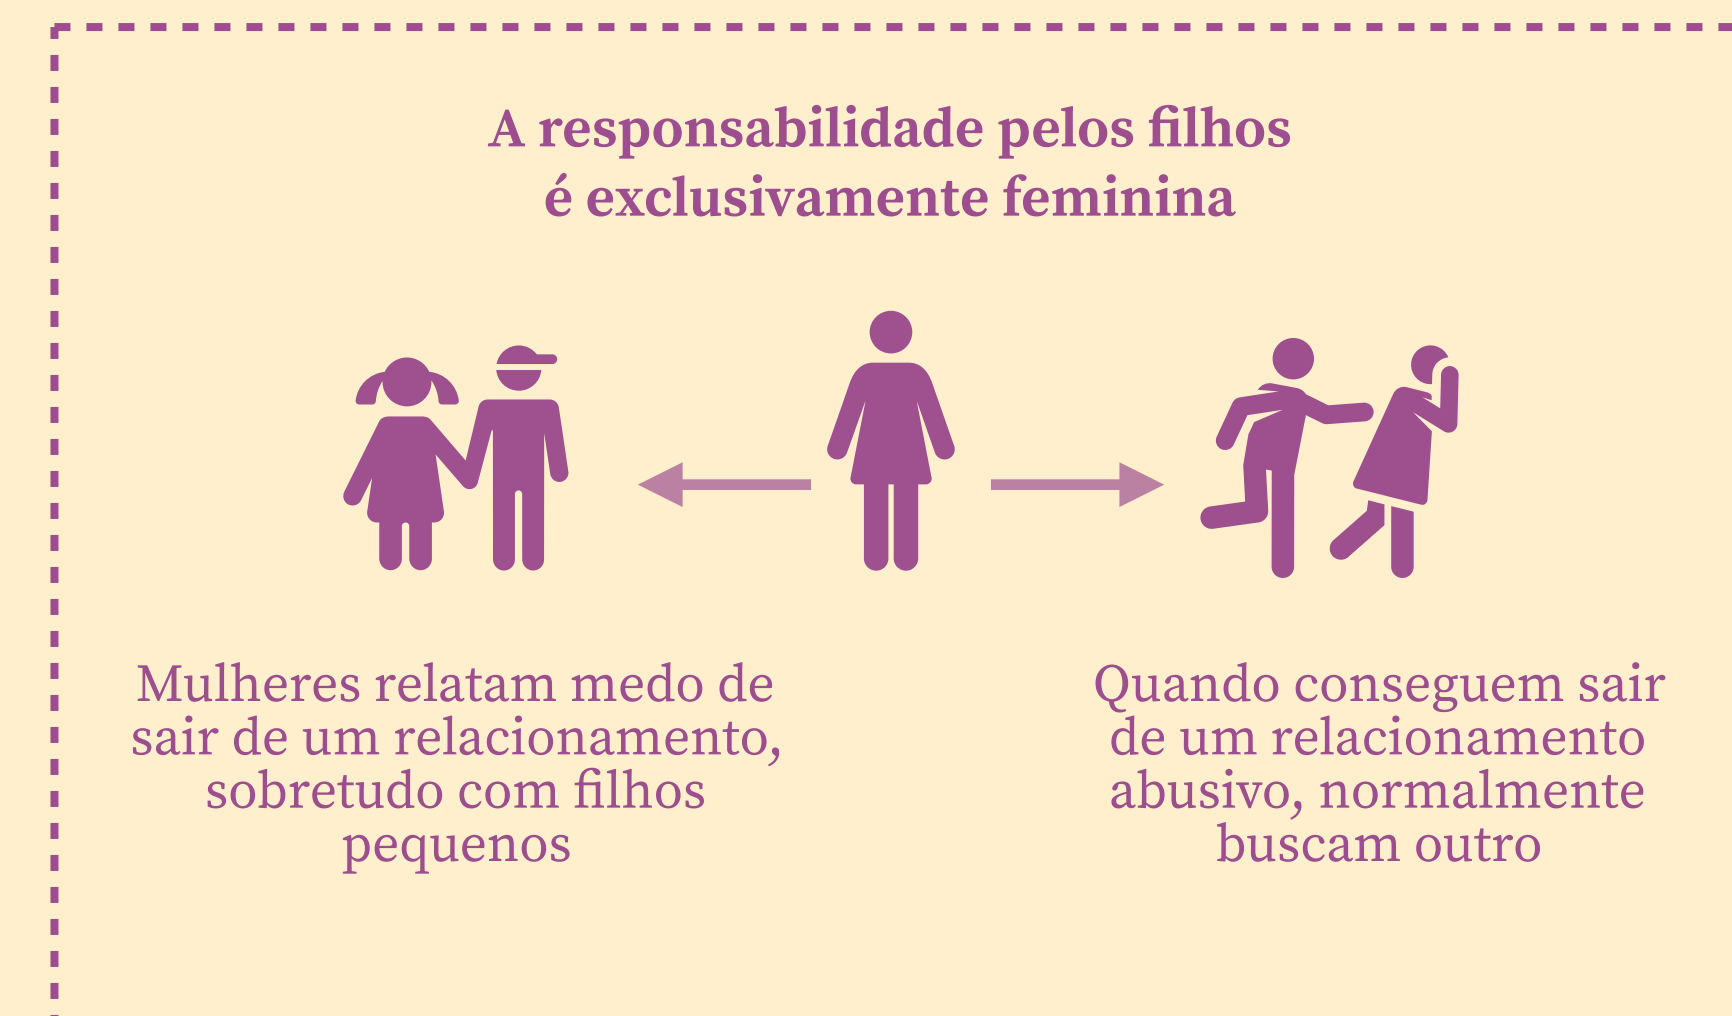 A responsabilidade pelos filhos
é exclusivamente feminina
Mulheres relatam medo de
sair de um relacionamento,
sobretudo com filhos
pequenos
Quando conseguem sair
de um relacionamento
abusivo, normalmente
buscam outro